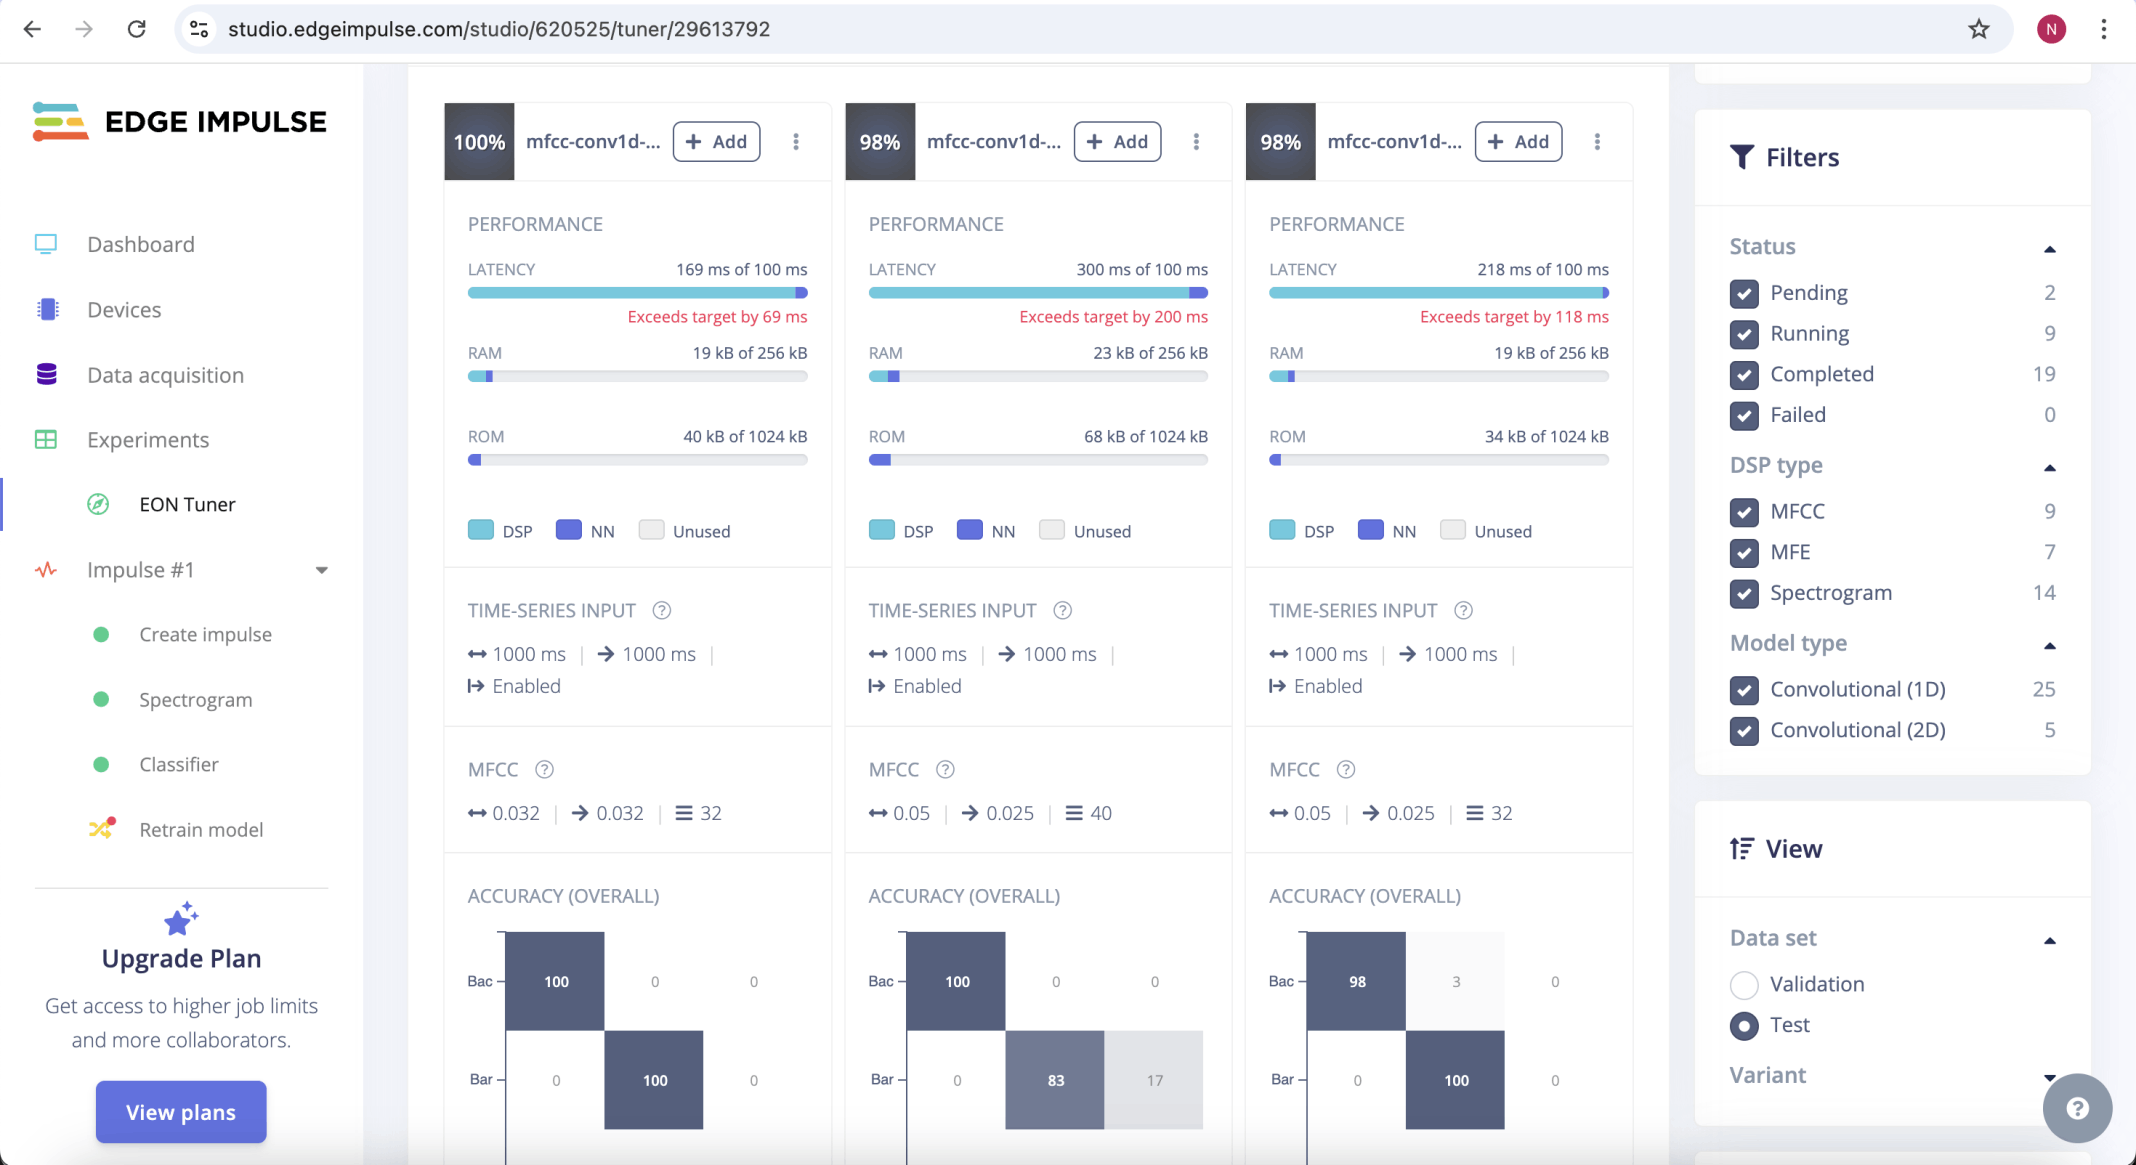 studio.edgeimpulse.com/studio/620525/tuner/29613792
N
EDGE IMPULSE
Dashboard
Devices
Data acquisition
Experiments
EON Tuner
Impulse #1
Create impulse
Spectrogram
Classifier
Retrain model
Upgrade Plan
Get access to higher job limits
and more collaborators.
View plans
100% mfcc-conv1d-... + Add
PERFORMANCE
LATENCY 169 ms of 100 ms
Exceeds target by 69 ms
RAM 19 kB of 256 kB
ROM 40 kB of 1024 kB
DSP NN Unused
TIME-SERIES INPUT ?
1000 ms | 1000 ms |
Enabled
MFCC ?
0.032 | 0.032 | 32
ACCURACY (OVERALL)
Bac 100 0 0
Bar 0 100 0
98% mfcc-conv1d-... + Add
PERFORMANCE
LATENCY 300 ms of 100 ms
Exceeds target by 200 ms
RAM 23 kB of 256 kB
ROM 68 kB of 1024 kB
DSP NN Unused
TIME-SERIES INPUT ?
1000 ms | 1000 ms |
Enabled
MFCC ?
0.05 | 0.025 | 40
ACCURACY (OVERALL)
Bac 100 0 0
Bar 0 83 17
98% mfcc-conv1d-... + Add
PERFORMANCE
LATENCY 218 ms of 100 ms
Exceeds target by 118 ms
RAM 19 kB of 256 kB
ROM 34 kB of 1024 kB
DSP NN Unused
TIME-SERIES INPUT ?
1000 ms | 1000 ms |
Enabled
MFCC ?
0.05 | 0.025 | 32
ACCURACY (OVERALL)
Bac 98 3 0
Bar 0 100 0
Filters
Status
Pending 2
Running 9
Completed 19
Failed 0
DSP type
MFCC 9
MFE 7
Spectrogram 14
Model type
Convolutional (1D) 25
Convolutional (2D) 5
View
Data set
Validation
Test
Variant
?